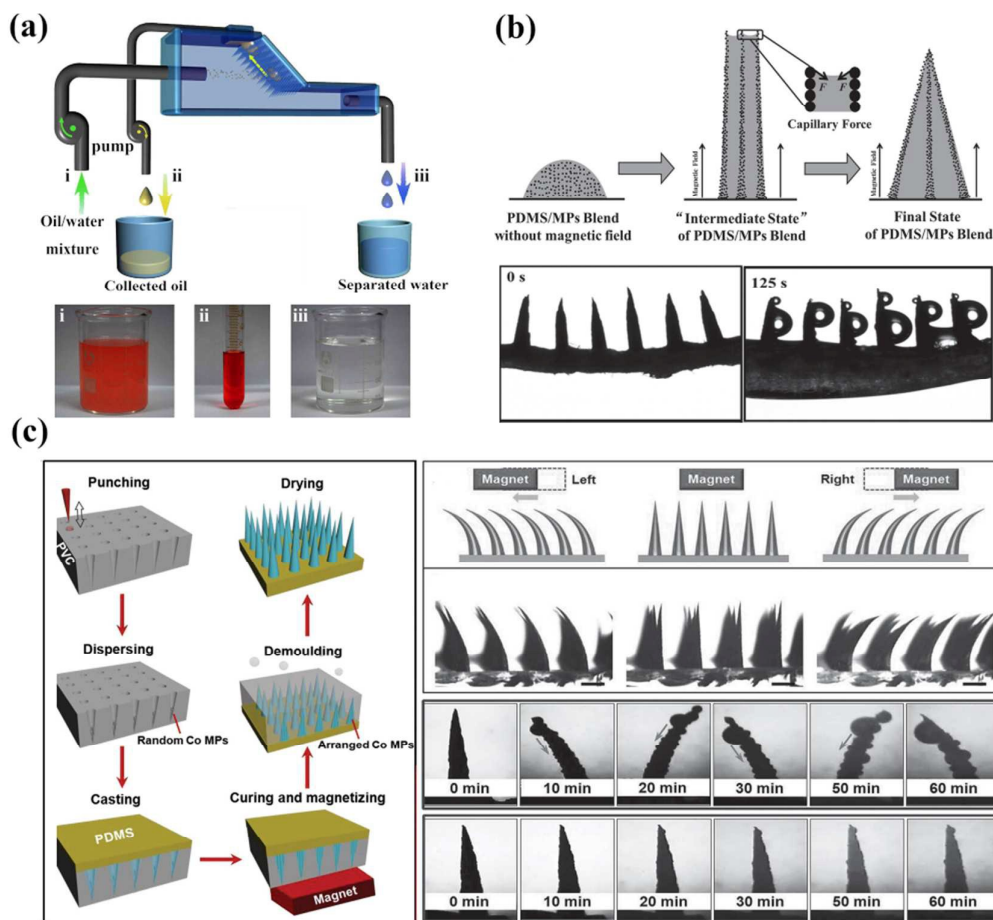 (a)
pump
i
ii
iii
Oil/water
mixture
Collected oil
Separated water
i
ii
iii
(b)
Magnetic Field
Magnetic Field
F
F
Capillary Force
PDMS/MPs Blend
without magnetic field
“Intermediate State”
of PDMS/MPs Blend
Final State
of PDMS/MPs Blend
0 s
125 s
(c)
Punching
PVC
Drying
Dispersing
Random Co MPs
Demoulding
Arranged Co MPs
Casting
PDMS
Curing and magnetizing
Magnet
Magnet
Left
Magnet
Right
Magnet
0 min
10 min
20 min
30 min
50 min
60 min
0 min
10 min
20 min
30 min
50 min
60 min